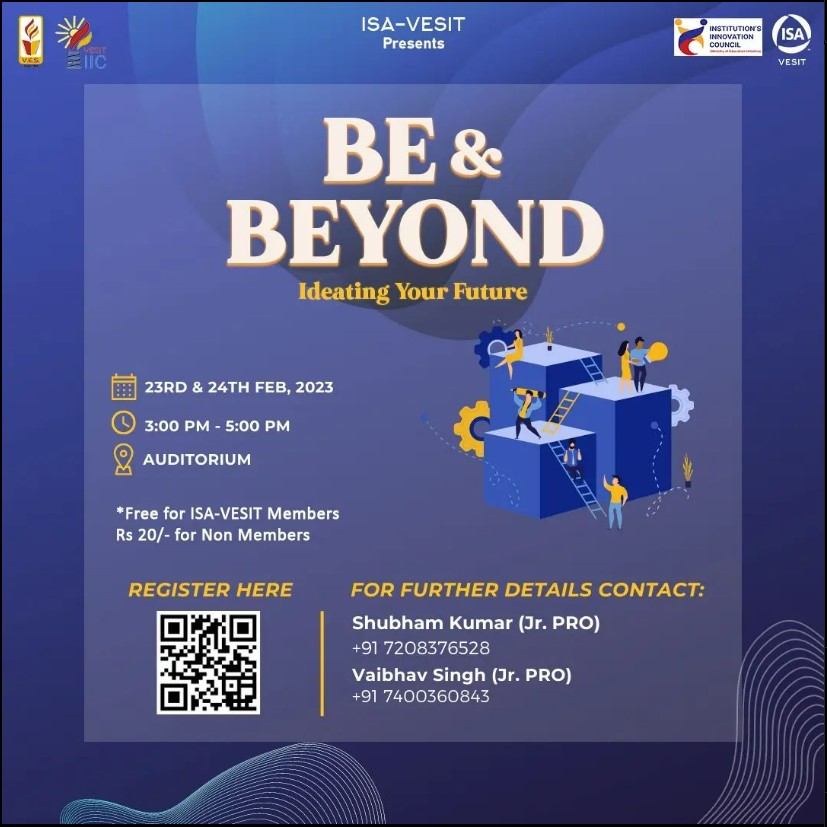 ISA-VESIT
Presents
V.E.S.
VESIT
IIC
INSTITUTION'S
INNOVATION
COUNCIL
ISA
VESIT
BE &
BEYOND
Ideating Your Future
23RD & 24TH FEB, 2023
3:00 PM - 5:00 PM
AUDITORIUM
*Free for ISA-VESIT Members
Rs 20/- for Non Members
REGISTER HERE
FOR FURTHER DETAILS CONTACT:
Shubham Kumar (Jr. PRO)
+91 7208376528
Vaibhav Singh (Jr. PRO)
+91 7400360843